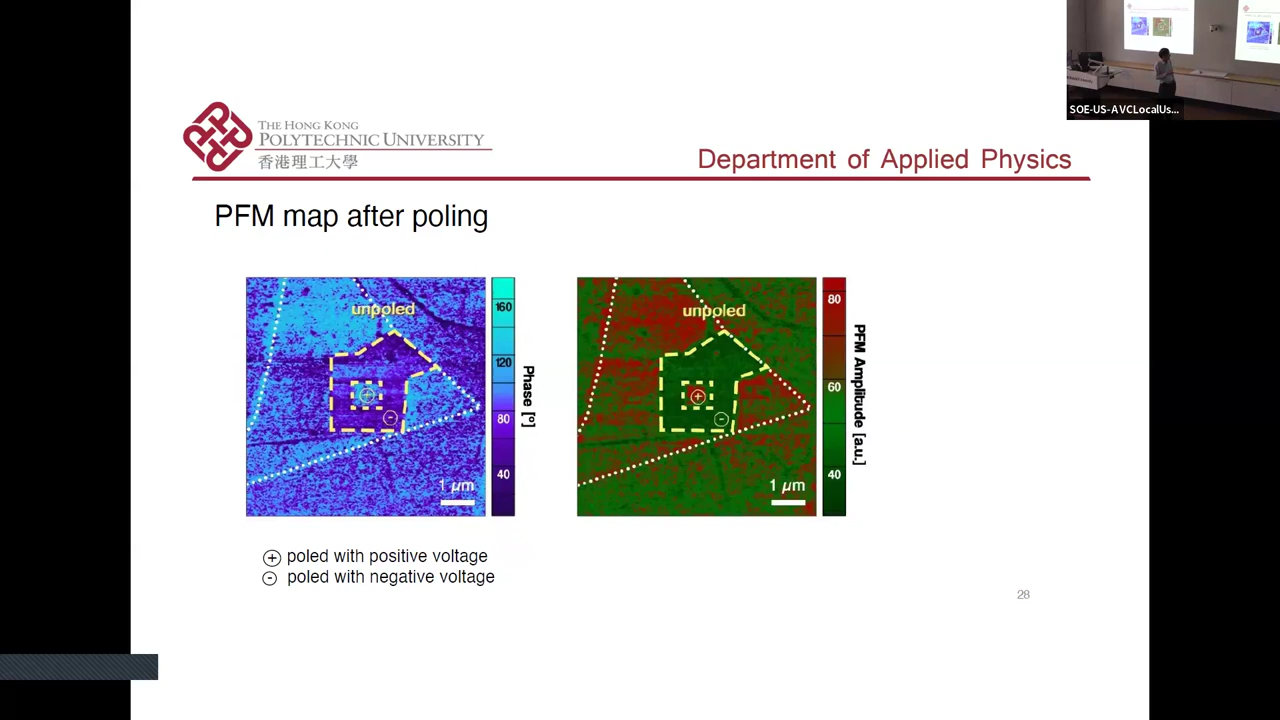 SOE-US-AVCLocalUs...
THE HONG KONG
POLYTECHNIC UNIVERSITY
香港理工大學
Department of Applied Physics
PFM map after poling
unpoled
+
-
1 µm
160
120
80
40
Phase [º]
unpoled
+
-
1 µm
80
60
40
PFM Amplitude [a.u.]
+ poled with positive voltage
- poled with negative voltage
28